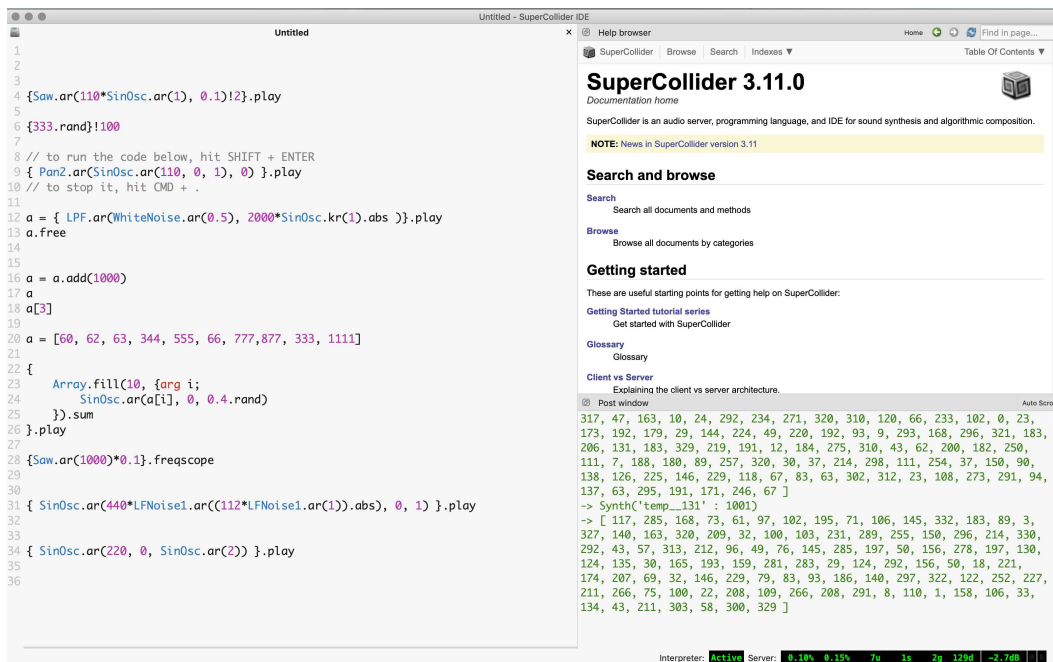 Untitled - SuperCollider IDE
Untitled
×
1
2
3
4 {Saw.ar(110*SinOsc.ar(1), 0.1)!2}.play
5
6 {333.rand}!100
7
8 // to run the code below, hit SHIFT + ENTER
9 { Pan2.ar(SinOsc.ar(110, 0, 1), 0) }.play
10 // to stop it, hit CMD + .
11
12 a = { LPF.ar(WhiteNoise.ar(0.5), 2000*SinOsc.kr(1).abs )}.play
13 a.free
14
15
16 a = a.add(1000)
17 a
18 a[3]
19
20 a = [60, 62, 63, 344, 555, 66, 777,877, 333, 1111]
21
22 {
23 Array.fill(10, {arg i;
24 SinOsc.ar(a[i], 0, 0.4.rand)
25 }).sum
26 }.play
27
28 {Saw.ar(1000)*0.1}.freqscope
29
30
31 { SinOsc.ar(440*LFNoise1.ar((112*LFNoise1.ar(1)).abs), 0, 1) }.play
32
33
34 { SinOsc.ar(220, 0, SinOsc.ar(2)) }.play
35
36
Help browser Home Find in page...
SuperCollider Browse Search Indexes ▼ Table Of Contents ▼
SuperCollider 3.11.0
Documentation home
SuperCollider is an audio server, programming language, and IDE for sound synthesis and algorithmic composition.
NOTE: News in SuperCollider version 3.11
Search and browse
Search
Search all documents and methods
Browse
Browse all documents by categories
Getting started
These are useful starting points for getting help on SuperCollider:
Getting Started tutorial series
Get started with SuperCollider
Glossary
Glossary
Client vs Server
Explaining the client vs server architecture.
Post window Auto Scro
317, 47, 163, 10, 24, 292, 234, 271, 320, 310, 120, 66, 233, 102, 0, 23,
173, 192, 179, 29, 144, 224, 49, 220, 192, 93, 9, 293, 168, 296, 321, 183,
206, 131, 183, 329, 219, 191, 12, 184, 275, 310, 43, 62, 200, 182, 250,
111, 7, 188, 180, 89, 257, 320, 30, 37, 214, 298, 111, 254, 37, 150, 90,
138, 126, 225, 146, 229, 118, 67, 83, 63, 302, 312, 23, 108, 273, 291, 94,
137, 63, 295, 191, 171, 246, 67 ]
-> Synth('temp__131' : 1001)
-> [ 117, 285, 168, 73, 61, 97, 102, 195, 71, 106, 145, 332, 183, 89, 3,
327, 140, 163, 320, 209, 32, 100, 103, 231, 289, 255, 150, 296, 214, 330,
292, 43, 57, 313, 212, 96, 49, 76, 145, 285, 197, 50, 156, 278, 197, 130,
124, 135, 30, 165, 193, 159, 281, 283, 29, 124, 292, 156, 50, 18, 221,
174, 207, 69, 32, 146, 229, 79, 83, 93, 186, 140, 297, 322, 122, 252, 227,
211, 266, 75, 100, 22, 208, 109, 266, 208, 291, 8, 110, 1, 158, 106, 33,
134, 43, 211, 303, 58, 300, 329 ]
Interpreter: Active Server: 0.10% 0.15% 7u 1s 2g 129d -2.7dB